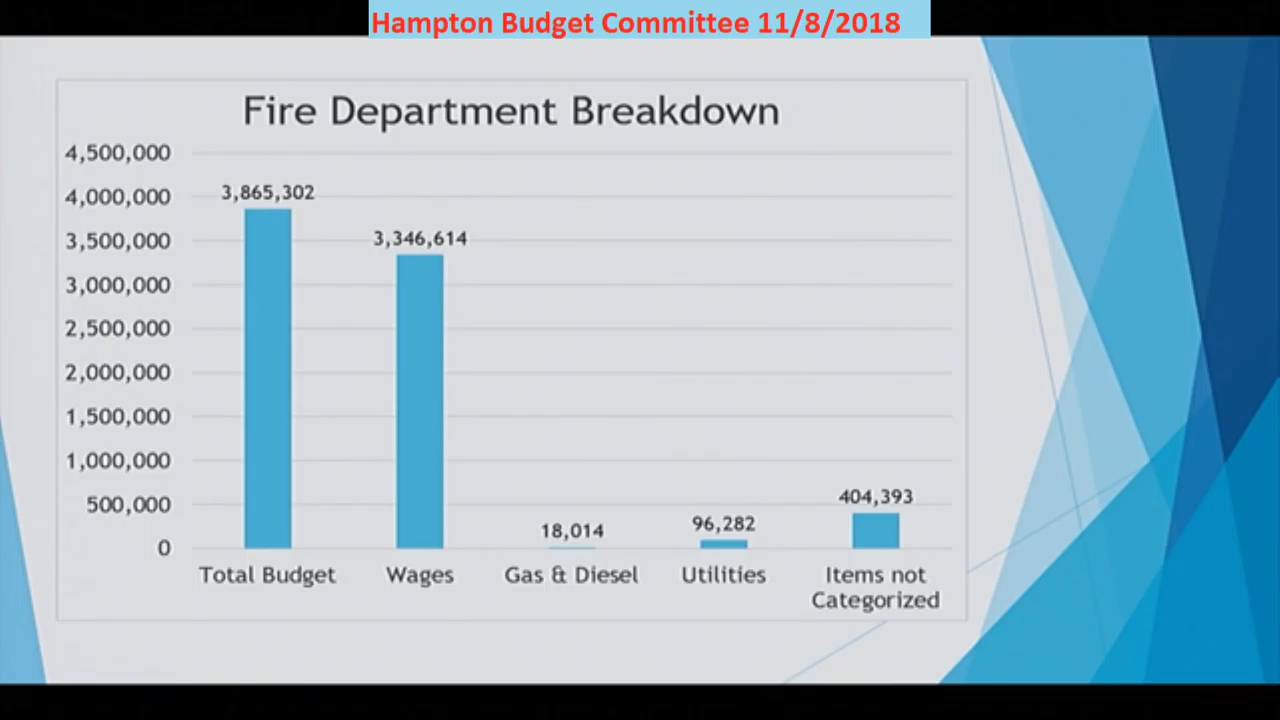 Hampton Budget Committee 11/8/2018
Fire Department Breakdown
4,500,000
4,000,000
3,500,000
3,000,000
2,500,000
2,000,000
1,500,000
1,000,000
500,000
0
3,865,302
3,346,614
18,014
96,282
404,393
Total Budget
Wages
Gas & Diesel
Utilities
Items not
Categorized